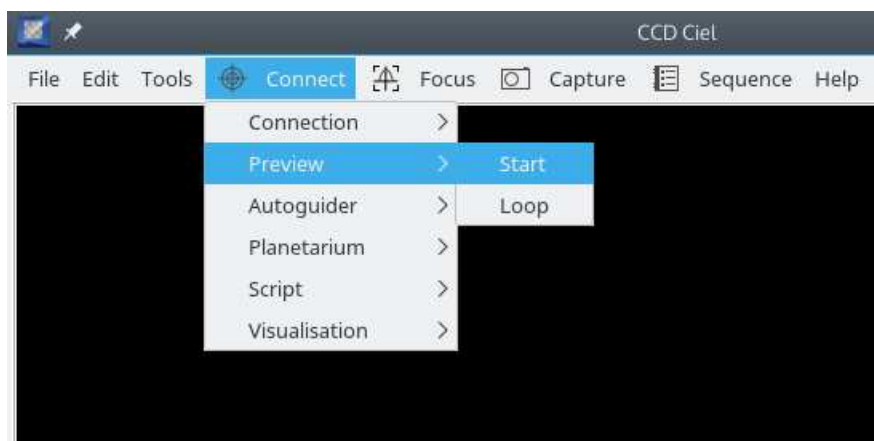 CCD Ciel
File Edit Tools Connect Focus Capture Sequence Help
Connection
Preview Start
Autoguider Loop
Planetarium
Script
Visualisation